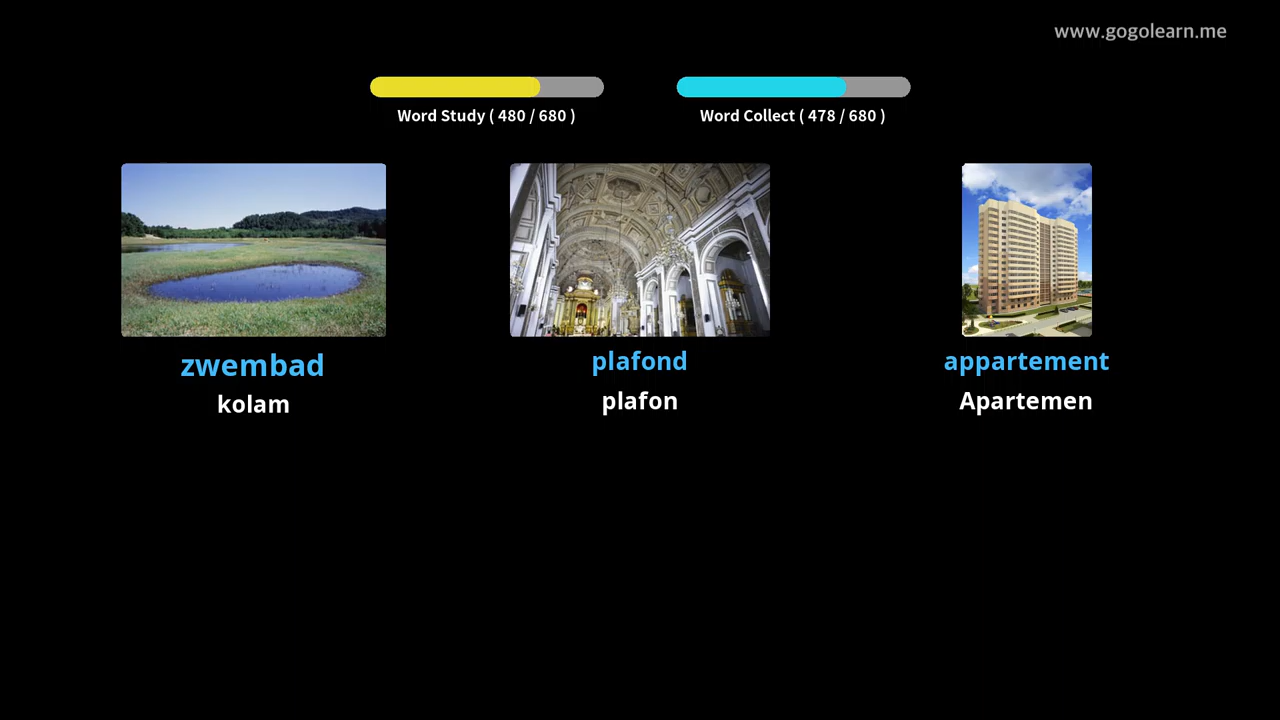 www.gogolearn.me
Word Study ( 480 / 680 )
Word Collect ( 478 / 680 )
zwembad
kolam
plafond
plafon
appartement
Apartemen